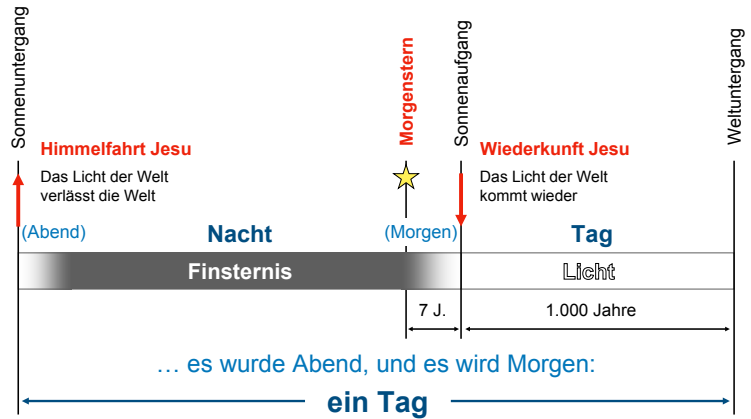 Sonnenuntergang
Morgenstern
Sonnenaufgang
Weltuntergang
Himmelfahrt Jesu
Das Licht der Welt
verlässt die Welt
Wiederkunft Jesu
Das Licht der Welt
kommt wieder
(Abend)
Nacht
(Morgen)
Tag
Finsternis
Licht
7 J.
1.000 Jahre
… es wurde Abend, und es wird Morgen:
ein Tag